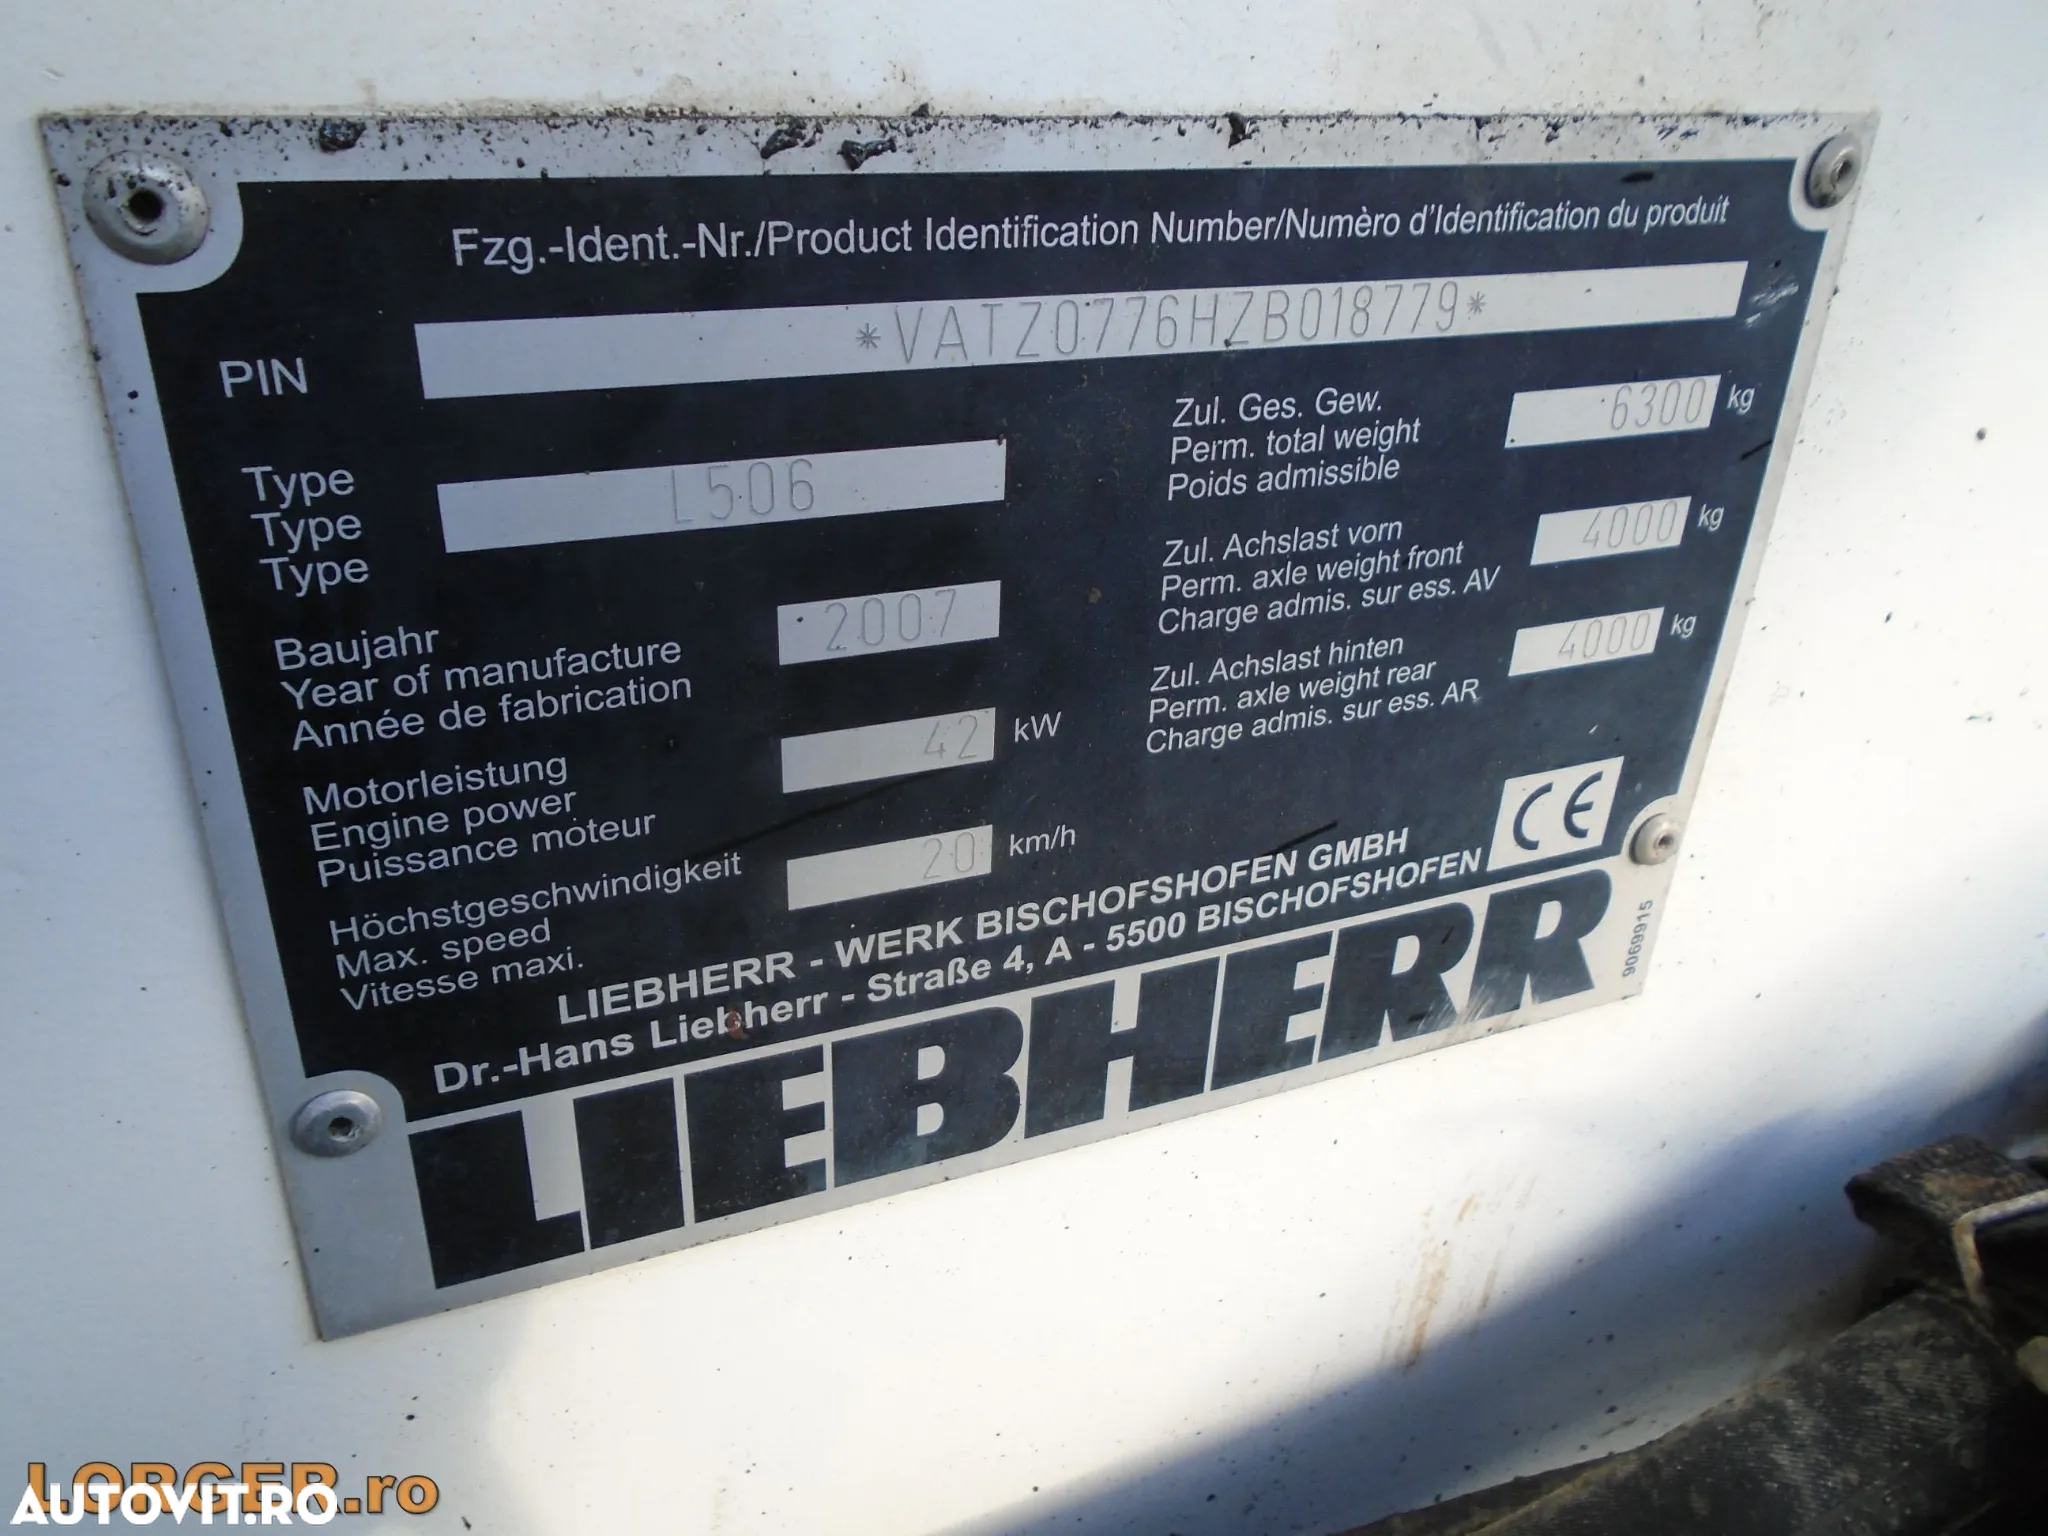 Fzg.-Ident.-Nr./Product Identification Number/Numèro d'Identification du produit
PIN *VATZ0776HZB018779*
Type
Type L506
Type
Baujahr
Year of manufacture 2007
Année de fabrication
Motorleistung
Engine power 42 kW
Puissance moteur
Höchstgeschwindigkeit
Max. speed 20 km/h
Vitesse maxi.
Zul. Ges. Gew.
Perm. total weight 6300 kg
Poids admissible
Zul. Achslast vorn
Perm. axle weight front 4000 kg
Charge admis. sur ess. AV
Zul. Achslast hinten
Perm. axle weight rear 4000 kg
Charge admis. sur ess. AR
CE
LIEBHERR - WERK BISCHOFSHOFEN GMBH
Dr.-Hans Liebherr - Straße 4, A - 5500 BISCHOFSHOFEN
LIEBHERR
9069915
LORGER.ro
AUTOVIT.RO